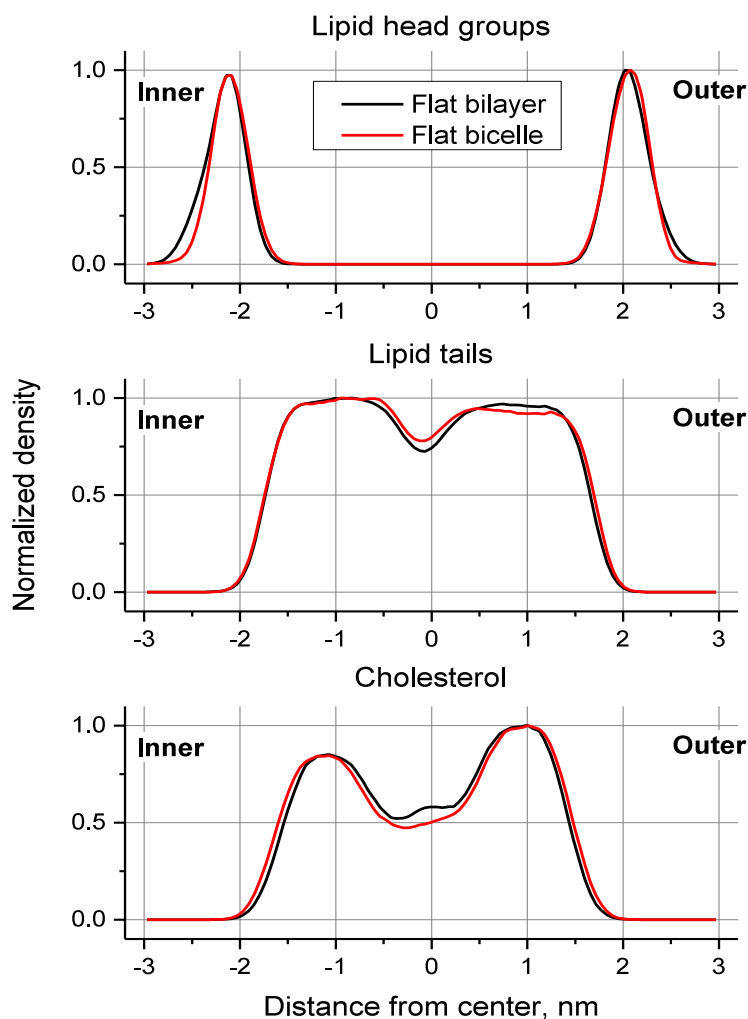 Lipid head groups
1.0
Inner
Flat bilayer
Flat bicelle
Outer
0.5
0.0
-3 -2 -1 0 1 2 3
Lipid tails
1.0
Inner
Outer
0.5
0.0
-3 -2 -1 0 1 2 3
Normalized density
Cholesterol
1.0
Inner
Outer
0.5
0.0
-3 -2 -1 0 1 2 3
Distance from center, nm